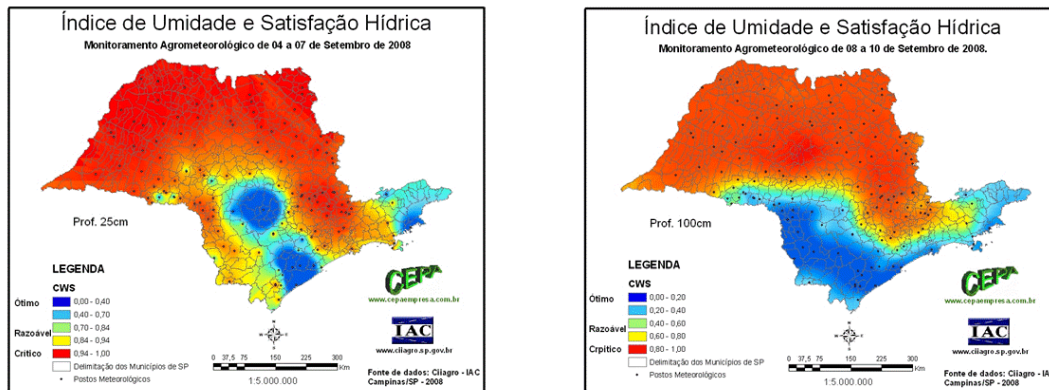 Índice de Umidade e Satisfação Hídrica
Monitoramento Agrometeorológico de 04 a 07 de Setembro de 2008
Prof. 25cm
LEGENDA
CWS
Ótimo 0,00 - 0,40
0,40 - 0,70
Razoável 0,70 - 0,84
0,84 - 0,94
Crítico 0,94 - 1,00
Delimitação dos Municípios de SP
Postos Meteorológicos
0 37,5 75 150 225 300
Km
1:5.000.000
CEPA
www.cepaempresa.com.br
IAC
www.ciiagro.sp.gov.br
Fonte de dados: Ciiagro - IAC
Campinas/SP - 2008
Índice de Umidade e Satisfação Hídrica
Monitoramento Agrometeorológico de 08 a 10 de Setembro de 2008.
Prof. 100cm
LEGENDA
CWS
Ótimo 0,00 - 0,20
0,20 - 0,40
Razoável 0,40 - 0,60
0,60 - 0,80
Crpitico 0,80 - 1,00
Delimitação dos Municípios de SP
Postos Meteorológicos
0 37,5 75 150 225 300
Km
1:5.000.000
CEPA
www.cepaempresa.com.br
IAC
www.ciiagro.sp.gov.br
Fonte de dados: Ciiagro - IAC
Campinas/SP - 2008